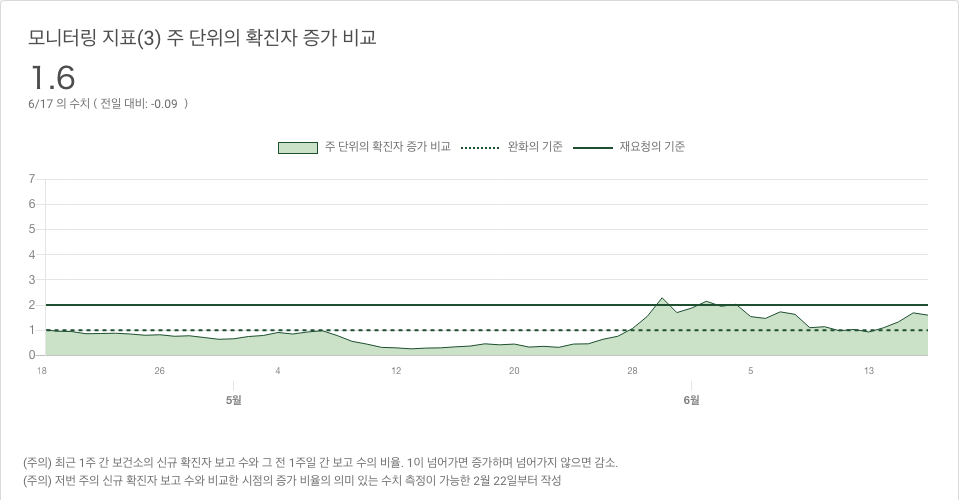 모니터링 지표(3) 주 단위의 확진자 증가 비교
1.6
6/17 의 수치 ( 전일 대비: -0.09 )
주 단위의 확진자 증가 비교 완화의 기준 재요청의 기준
7
6
5
4
3
2
1
0
18 26 4 12 20 28 5 13
5월 6월
(주의) 최근 1주 간 보건소의 신규 확진자 보고 수와 그 전 1주일 간 보고 수의 비율. 1이 넘어가면 증가하며 넘어가지 않으면 감소.
(주의) 저번 주의 신규 확진자 보고 수와 비교한 시점의 증가 비율의 의미 있는 수치 측정이 가능한 2월 22일부터 작성